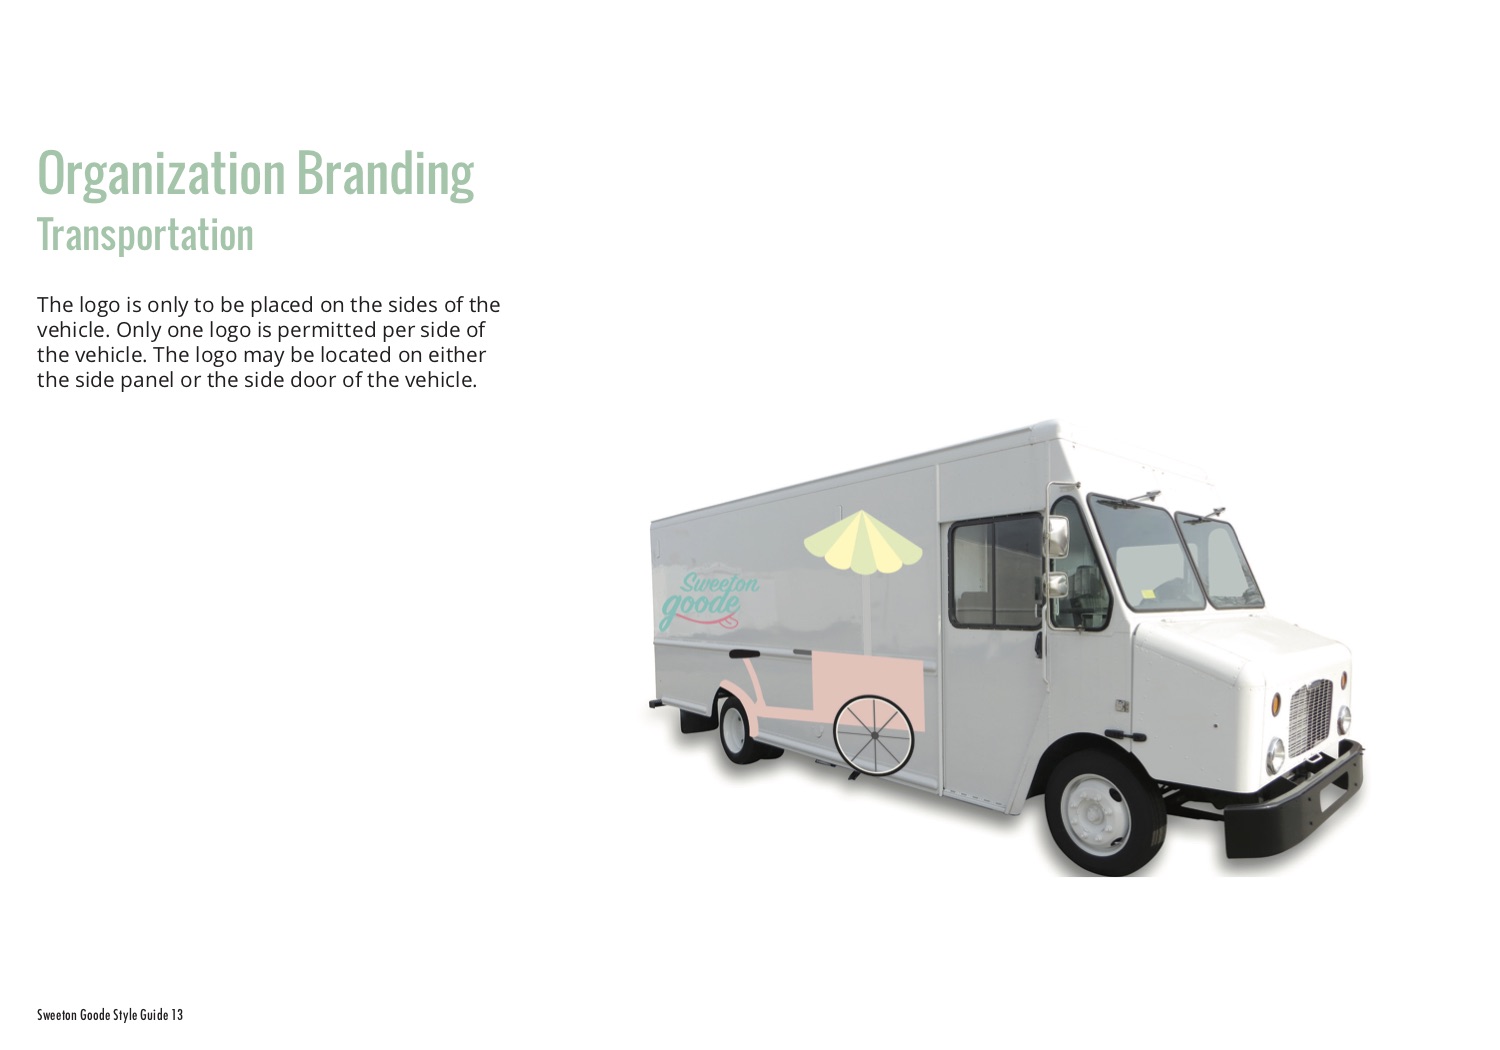 Organization Branding
Transportation
The logo is only to be placed on the sides of the
vehicle. Only one logo is permitted per side of
the vehicle. The logo may be located on either
the side panel or the side door of the vehicle.
Sweeton
goode
Sweeton Goode Style Guide 13